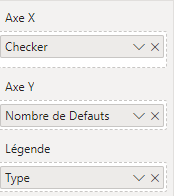 Axe X
Checker
Axe Y
Nombre de Defauts
Légende
Type